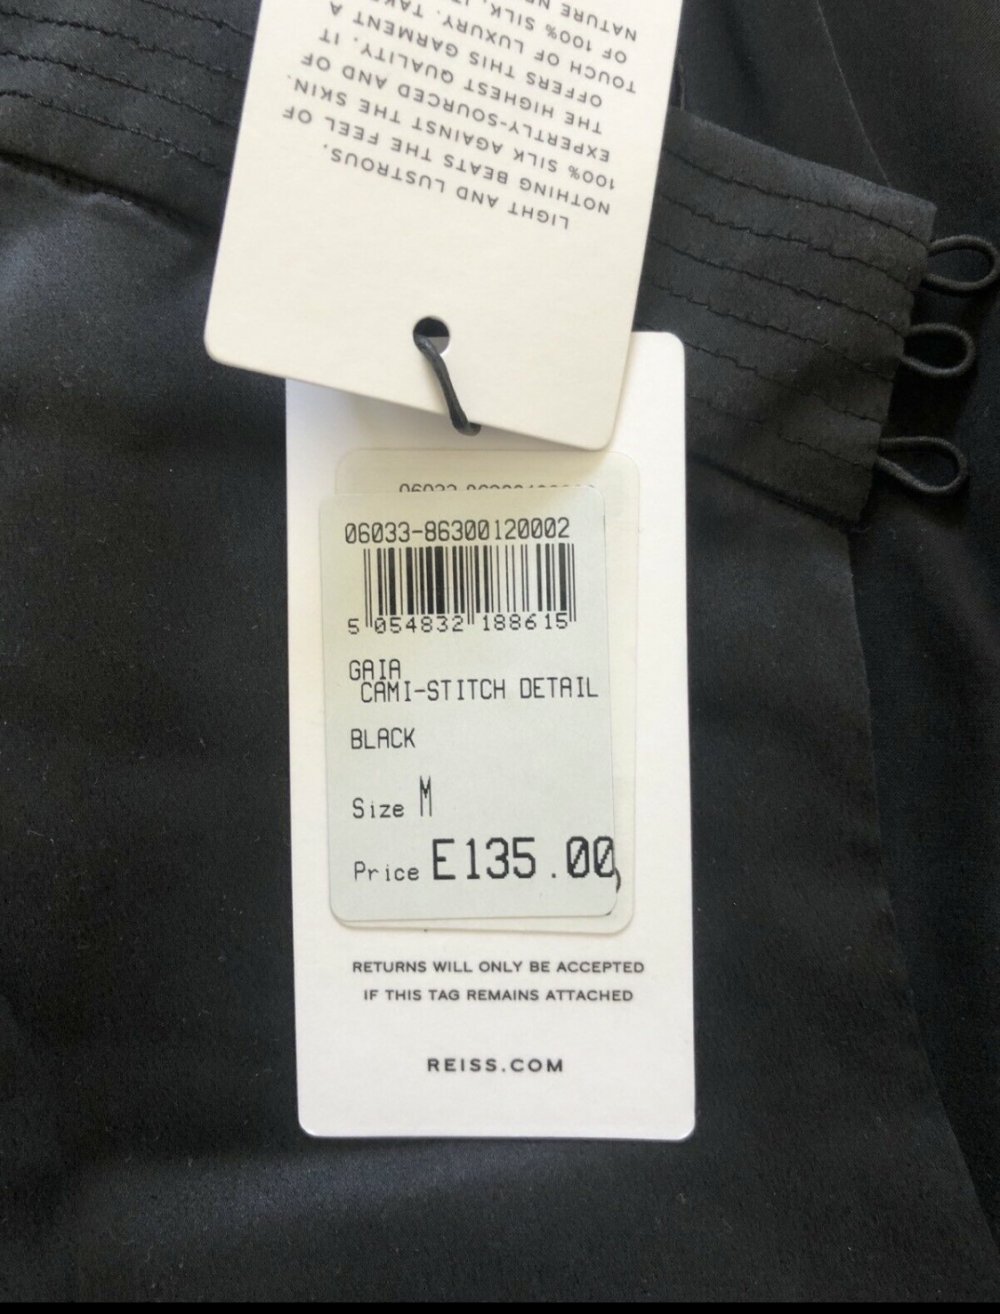 LIGHT AND LUSTROUS,
NOTHING BEATS THE FEEL OF
100% SILK AGAINST THE SKIN.
EXPERTLY-SOURCED AND OF
THE HIGHEST QUALITY, IT
OFFERS THIS GARMENT A
TOUCH OF LUXURY.
OF 100% SILK,
NATURE
06033-86300120002
5 054832 188615
GAIA
CAMI-STITCH DETAIL
BLACK
Size M
Price £135.00
RETURNS WILL ONLY BE ACCEPTED
IF THIS TAG REMAINS ATTACHED
REISS.COM